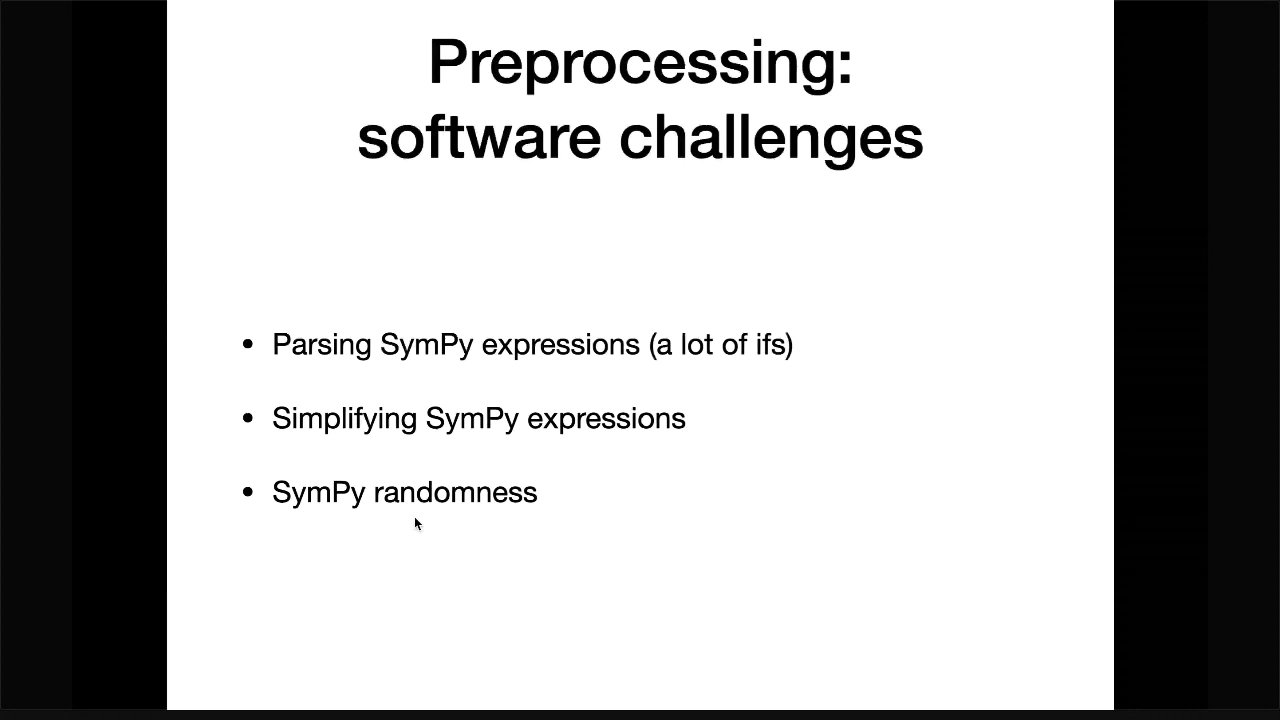 Preprocessing:
software challenges
• Parsing SymPy expressions (a lot of ifs)
• Simplifying SymPy expressions
• SymPy randomness